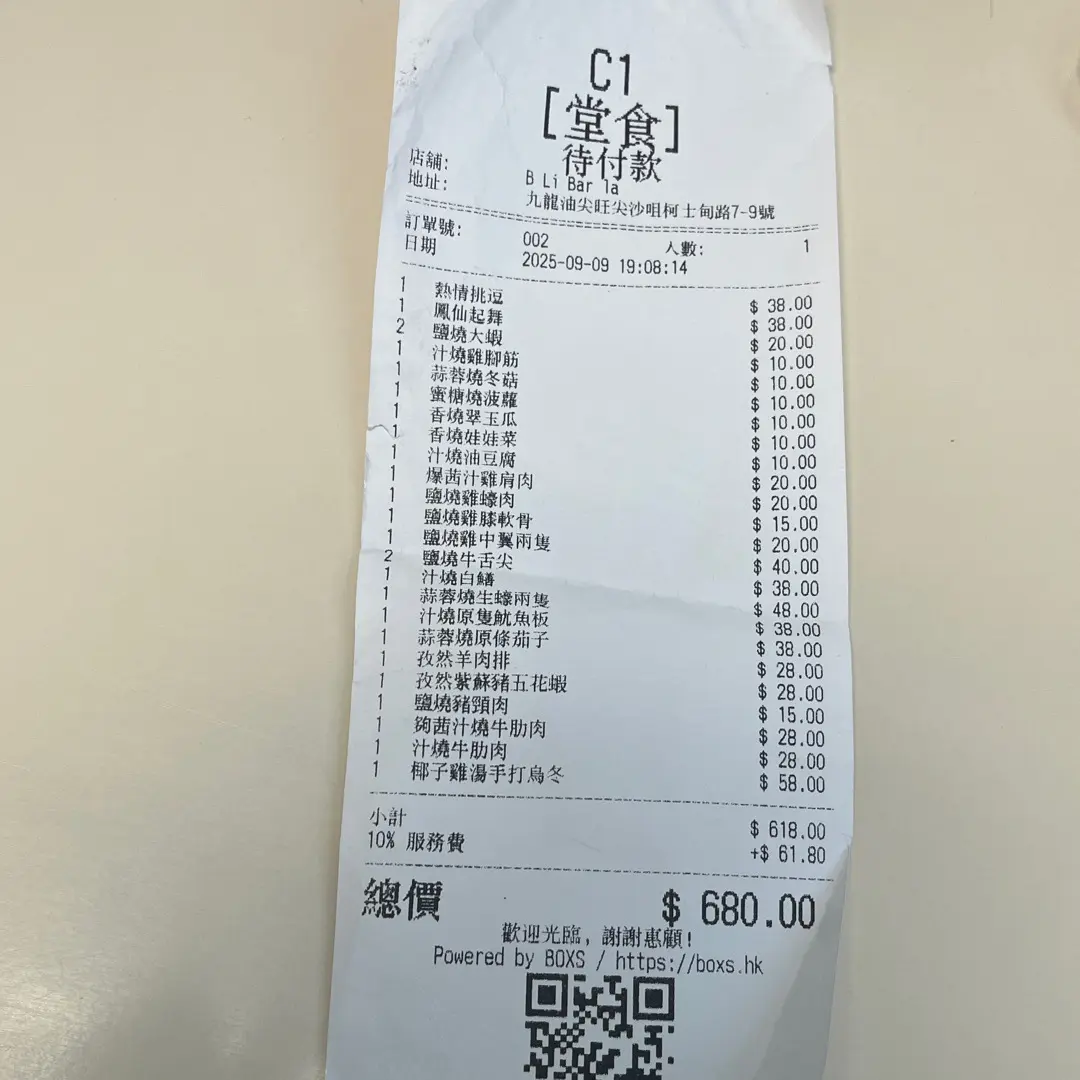 C1
[堂食]
待付款
店舖: B Li Bar 1a
地址: 九龍油尖旺尖沙咀柯士甸路7-9號
訂單號: 002 人數: 1
日期 2025-09-09 19:08:14
1 熱情挑逗 $ 38.00
1 鳳仙起舞 $ 38.00
2 鹽燒大蝦 $ 20.00
1 汁燒雞腳筋 $ 10.00
1 蒜蓉燒冬菇 $ 10.00
1 蜜糖燒波蘿 $ 10.00
1 香燒翠玉瓜 $ 10.00
1 香燒娃娃菜 $ 10.00
1 汁燒油豆腐 $ 10.00
1 爆茜汁雞肩肉 $ 20.00
1 鹽燒雞蠔肉 $ 20.00
1 鹽燒雞膝軟骨 $ 15.00
1 鹽燒雞中翼兩隻 $ 20.00
2 鹽燒牛舌尖 $ 40.00
1 汁燒白鱔 $ 38.00
1 蒜蓉燒生蠔兩隻 $ 48.00
1 汁燒原隻魷魚板 $ 38.00
1 蒜蓉燒原條茄子 $ 38.00
1 孜然羊肉排 $ 28.00
1 孜然紫蘇豬五花蝦 $ 28.00
1 鹽燒豬頸肉 $ 15.00
1 夠茜汁燒牛肋肉 $ 28.00
1 汁燒牛肋肉 $ 28.00
1 椰子雞湯手打烏冬 $ 58.00
小計 $ 618.00
10% 服務費 +$ 61.80
總價 $ 680.00
歡迎光臨, 謝謝惠顧!
Powered by BOXS / https://boxs.hk